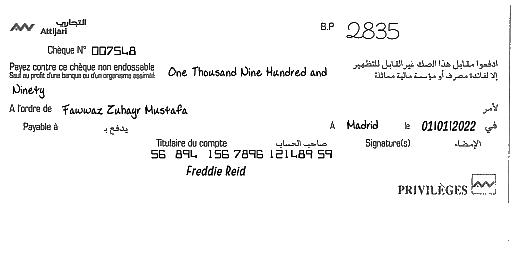 التجاري
Attijari
B.P 2835
Chèque N° 007548
Payez contre ce chèque non endossable
Sauf au profit d'une banque ou d'un organisme assimilé
One Thousand Nine Hundred and
ادفعوا مقابل هذا الصك غير القابل للتظهير
إلا لفائدة مصرف أو مؤسسة مالية مماثلة
Ninety
A l'ordre de Fawwaz Zuhayr Mustafa لأمر
Payable à يدفع بـ A Madrid le 01/01/2022 في
Titulaire du compte صاحب الحساب Signature(s) الإمضاء
56 894 156 7896 121489 59
Freddie Reid
PRIVILÈGES